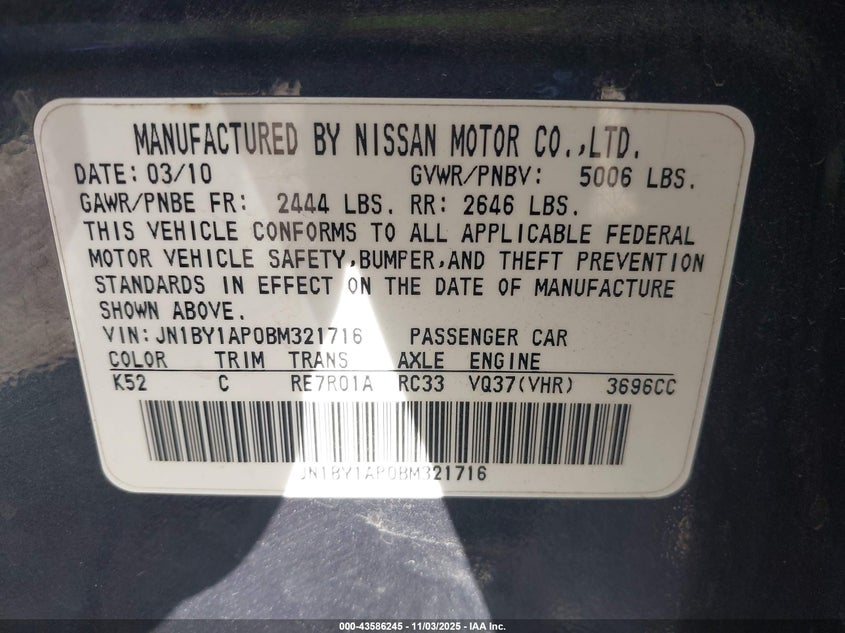 MANUFACTURED BY NISSAN MOTOR CO.,LTD.
DATE: 03/10 GVWR/PNBV: 5006 LBS.
GAWR/PNBE FR: 2444 LBS. RR: 2646 LBS.
THIS VEHICLE CONFORMS TO ALL APPLICABLE FEDERAL
MOTOR VEHICLE SAFETY,BUMPER,AND THEFT PREVENTION
STANDARDS IN EFFECT ON THE DATE OF MANUFACTURE
SHOWN ABOVE.
VIN:JN1BY1AP0BM321716 PASSENGER CAR
COLOR TRIM TRANS AXLE ENGINE
K52 C RE7R01A RC33 VQ37(VHR) 3696CC
JN1BY1AP0BM321716
000-43586245 - 11/03/2025 - IAA Inc.